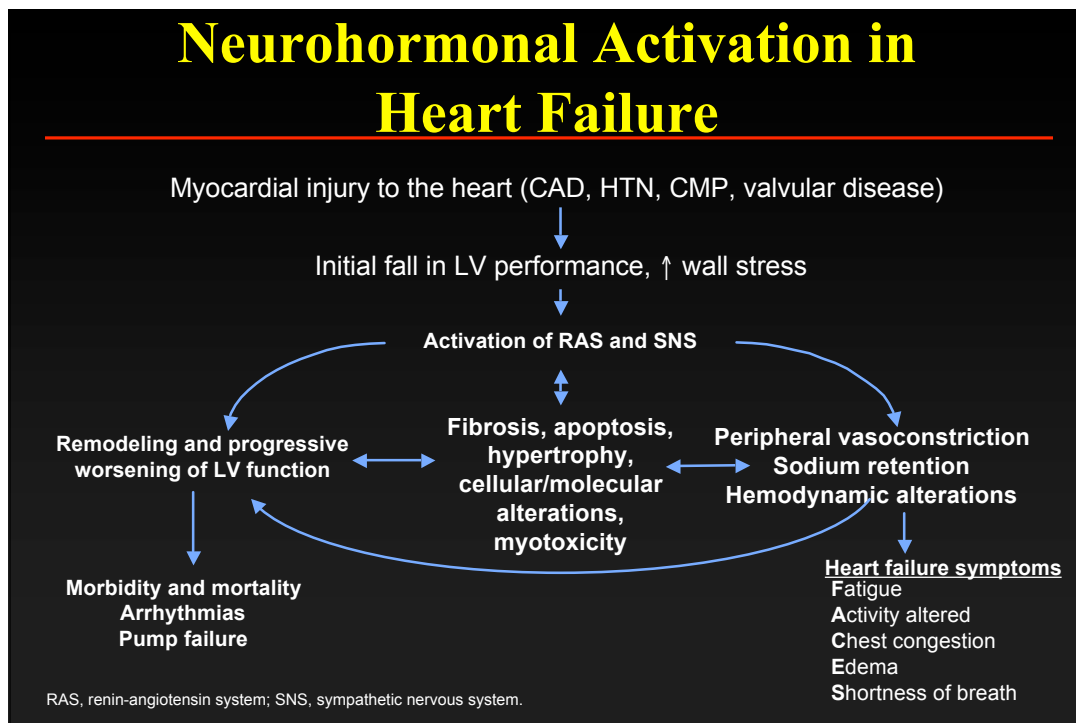 Neurohormonal Activation in
Heart Failure
Myocardial injury to the heart (CAD, HTN, CMP, valvular disease)
Initial fall in LV performance, ↑ wall stress
Activation of RAS and SNS
Remodeling and progressive
worsening of LV function
Fibrosis, apoptosis,
hypertrophy,
cellular/molecular
alterations,
myotoxicity
Peripheral vasoconstriction
Sodium retention
Hemodynamic alterations
Morbidity and mortality
Arrhythmias
Pump failure
Heart failure symptoms
Fatigue
Activity altered
Chest congestion
Edema
Shortness of breath
RAS, renin-angiotensin system; SNS, sympathetic nervous system.